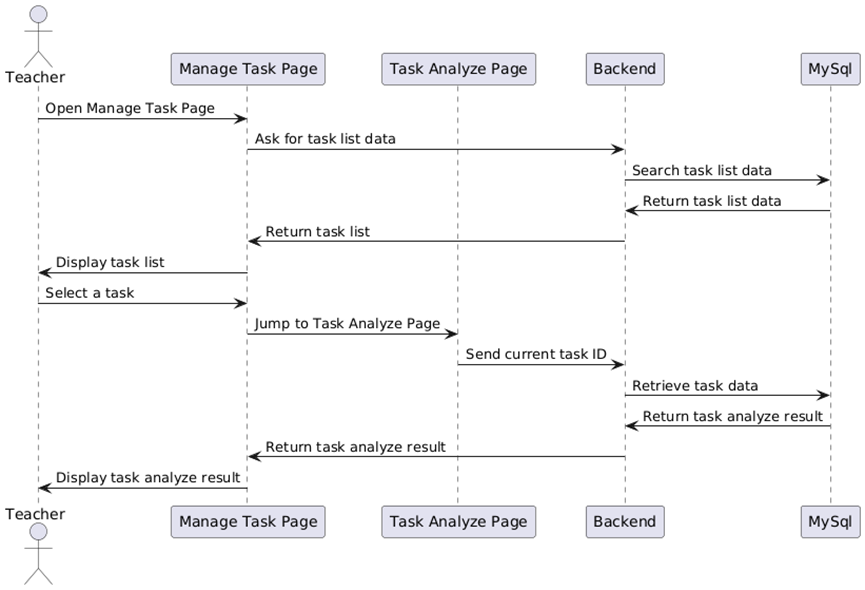 Teacher
Manage Task Page
Task Analyze Page
Backend
MySql
Open Manage Task Page
Ask for task list data
Search task list data
Return task list data
Return task list
Display task list
Select a task
Jump to Task Analyze Page
Send current task ID
Retrieve task data
Return task analyze result
Return task analyze result
Display task analyze result
Teacher
Manage Task Page
Task Analyze Page
Backend
MySql